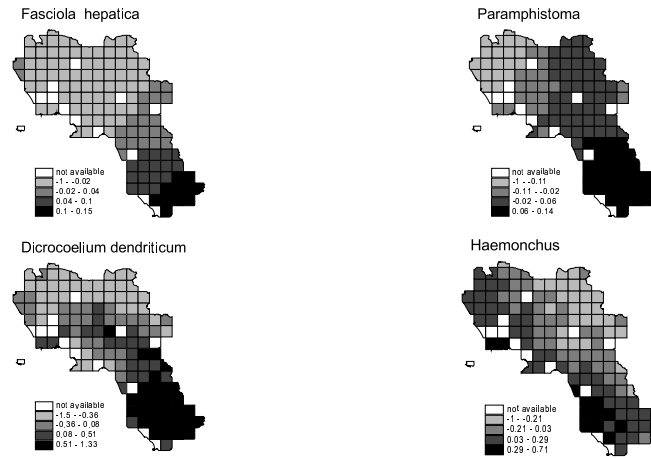 Fasciola hepatica
not available
-1 - -0.02
-0.02 - 0.04
0.04 - 0.1
0.1 - 0.15
Paramphistoma
not available
-1 - -0.11
-0.11 - -0.02
-0.02 - 0.06
0.06 - 0.14
Dicrocoelium dendriticum
not available
-1.5 - -0.36
-0,36 - 0,08
0,08 - 0,51
0.51 - 1.33
Haemonchus
not available
-1 - -0.21
-0.21 - 0.03
0.03 - 0.29
0.29 - 0.71